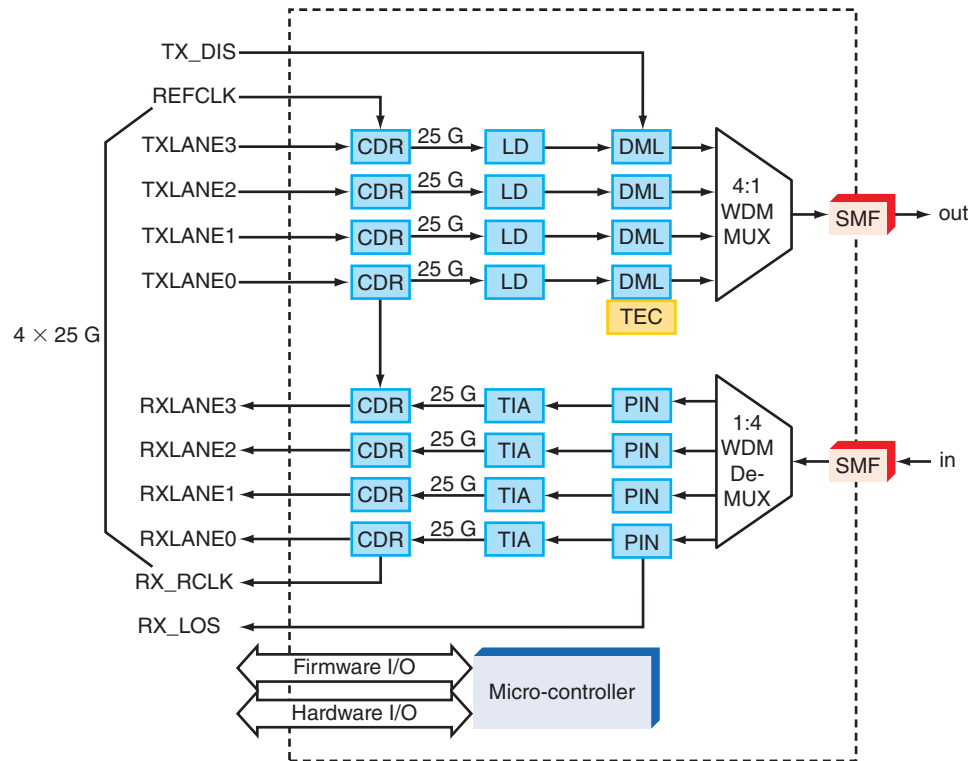 TX_DIS
REFCLK
TXLANE3
CDR
25 G
LD
DML
TXLANE2
CDR
25 G
LD
DML
TXLANE1
CDR
25 G
LD
DML
TXLANE0
CDR
25 G
LD
DML
TEC
4:1
WDM
MUX
SMF
out
4 × 25 G
RXLANE3
CDR
25 G
TIA
PIN
RXLANE2
CDR
25 G
TIA
PIN
RXLANE1
CDR
25 G
TIA
PIN
RXLANE0
CDR
25 G
TIA
PIN
1:4
WDM
De-
MUX
SMF
in
RX_RCLK
RX_LOS
Firmware I/O
Hardware I/O
Micro-controller